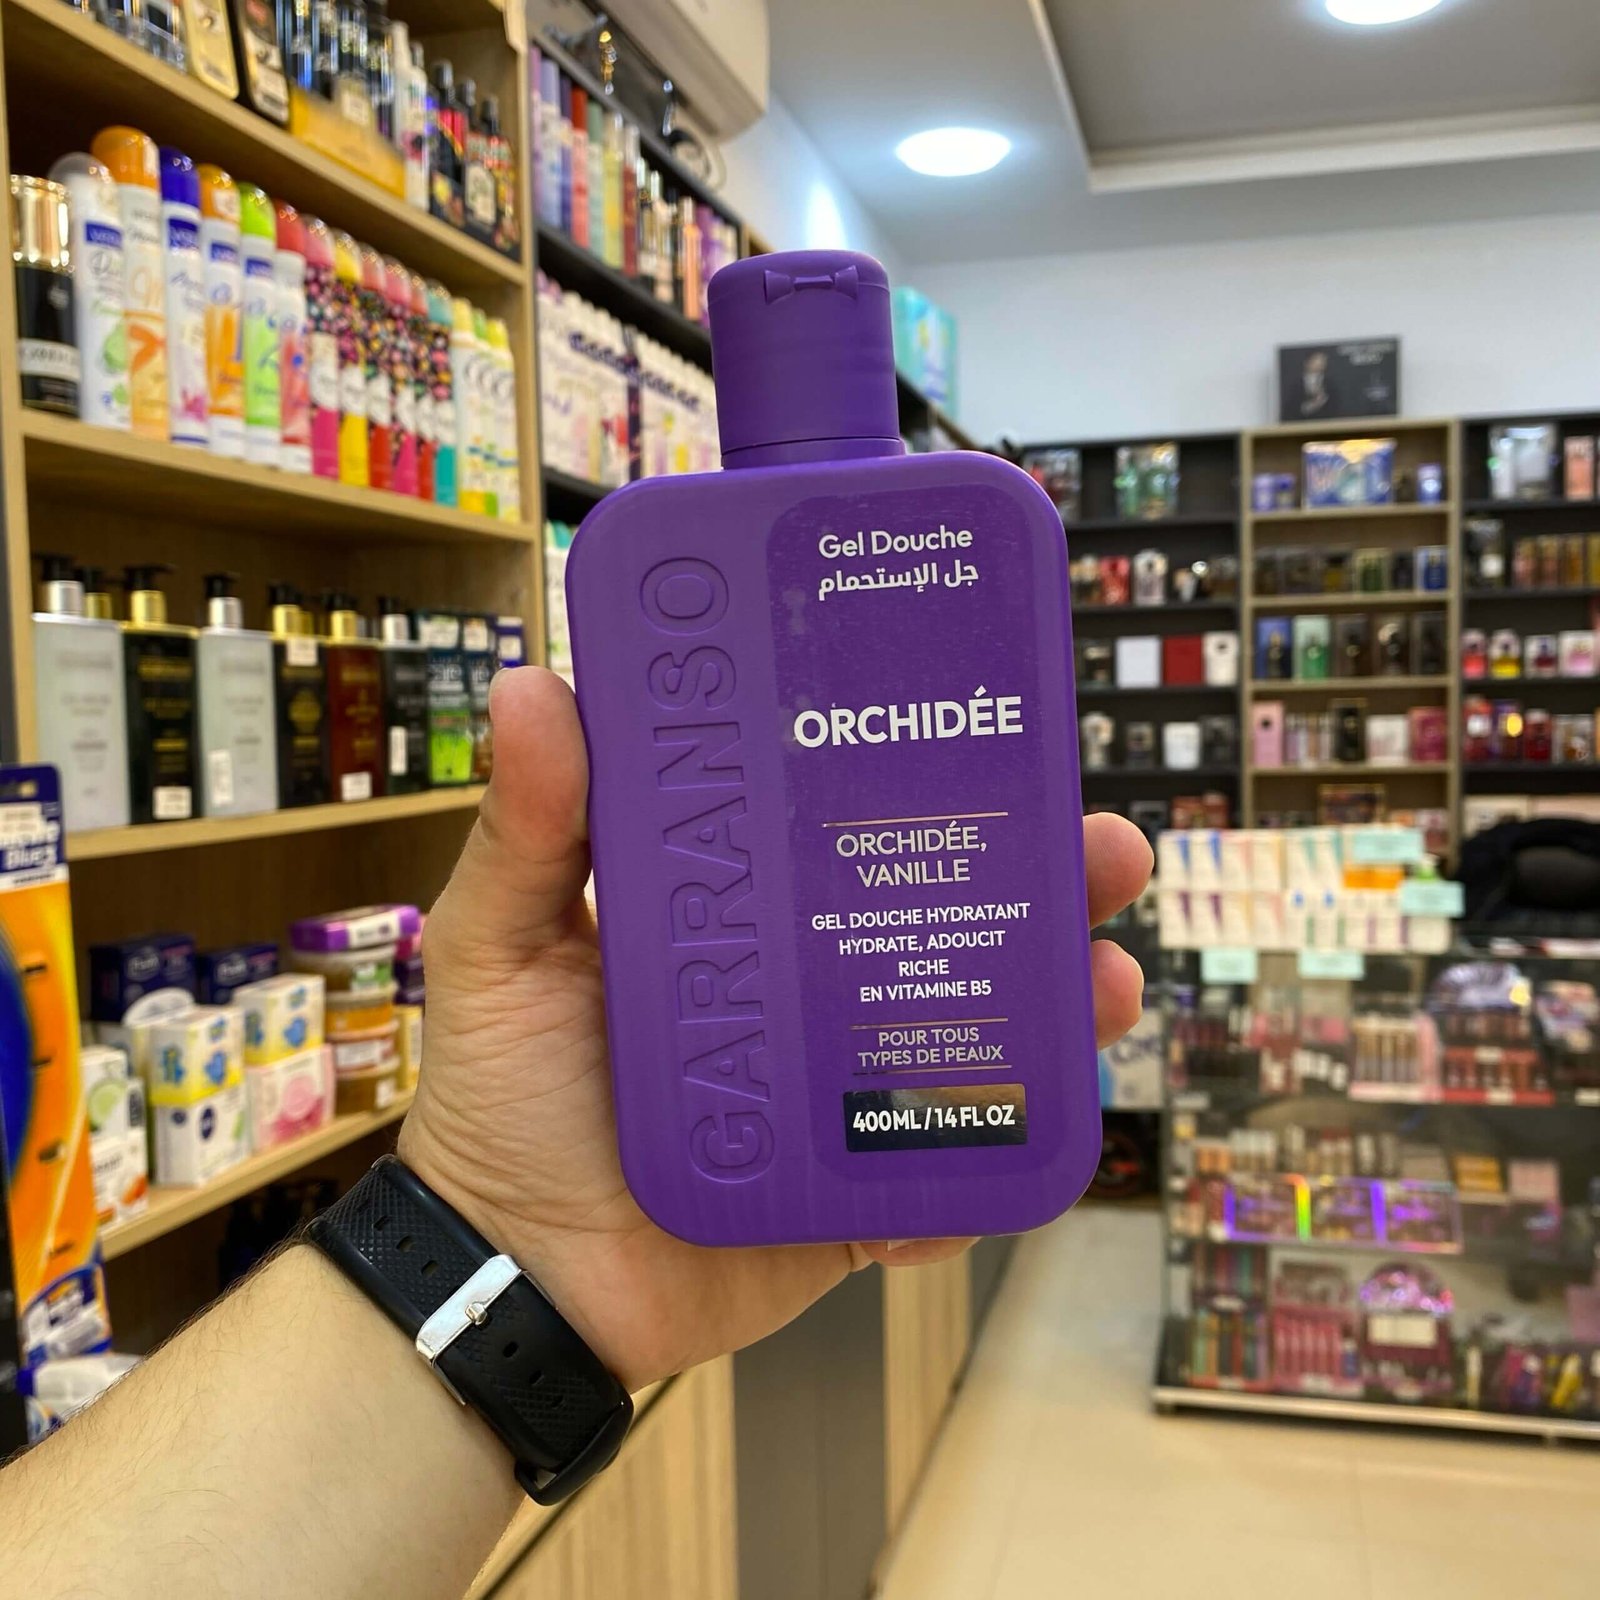 Gel Douche
جل الإستحمام
GARRANSO
ORCHIDÉE
ORCHIDÉE,
VANILLE
GEL DOUCHE HYDRATANT
HYDRATE, ADOUCIT
RICHE
EN VITAMINE B5
POUR TOUS
TYPES DE PEAUX
400ML/14 FL OZ